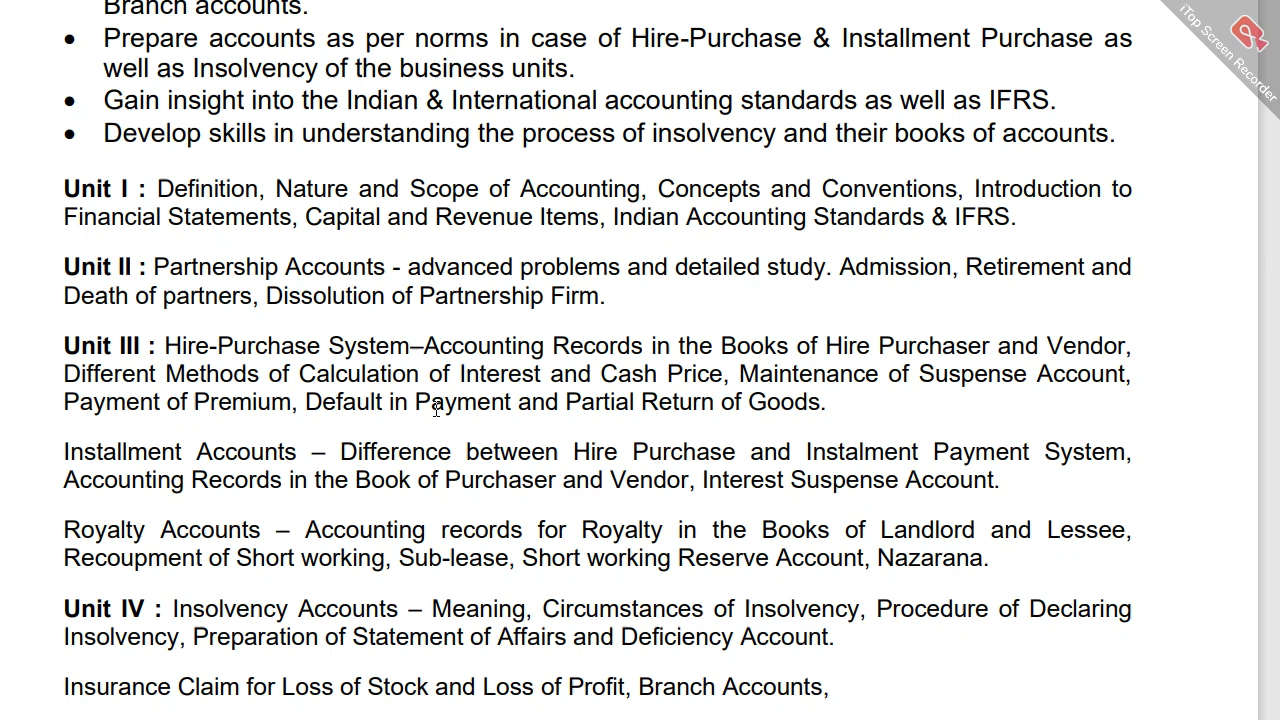 Branch accounts.
• Prepare accounts as per norms in case of Hire-Purchase & Installment Purchase as
well as Insolvency of the business units.
• Gain insight into the Indian & International accounting standards as well as IFRS.
• Develop skills in understanding the process of insolvency and their books of accounts.
Unit I : Definition, Nature and Scope of Accounting, Concepts and Conventions, Introduction to
Financial Statements, Capital and Revenue Items, Indian Accounting Standards & IFRS.
Unit II : Partnership Accounts - advanced problems and detailed study. Admission, Retirement and
Death of partners, Dissolution of Partnership Firm.
Unit III : Hire-Purchase System–Accounting Records in the Books of Hire Purchaser and Vendor,
Different Methods of Calculation of Interest and Cash Price, Maintenance of Suspense Account,
Payment of Premium, Default in Payment and Partial Return of Goods.
Installment Accounts – Difference between Hire Purchase and Instalment Payment System,
Accounting Records in the Book of Purchaser and Vendor, Interest Suspense Account.
Royalty Accounts – Accounting records for Royalty in the Books of Landlord and Lessee,
Recoupment of Short working, Sub-lease, Short working Reserve Account, Nazarana.
Unit IV : Insolvency Accounts – Meaning, Circumstances of Insolvency, Procedure of Declaring
Insolvency, Preparation of Statement of Affairs and Deficiency Account.
Insurance Claim for Loss of Stock and Loss of Profit, Branch Accounts,
iTop Screen Recorder